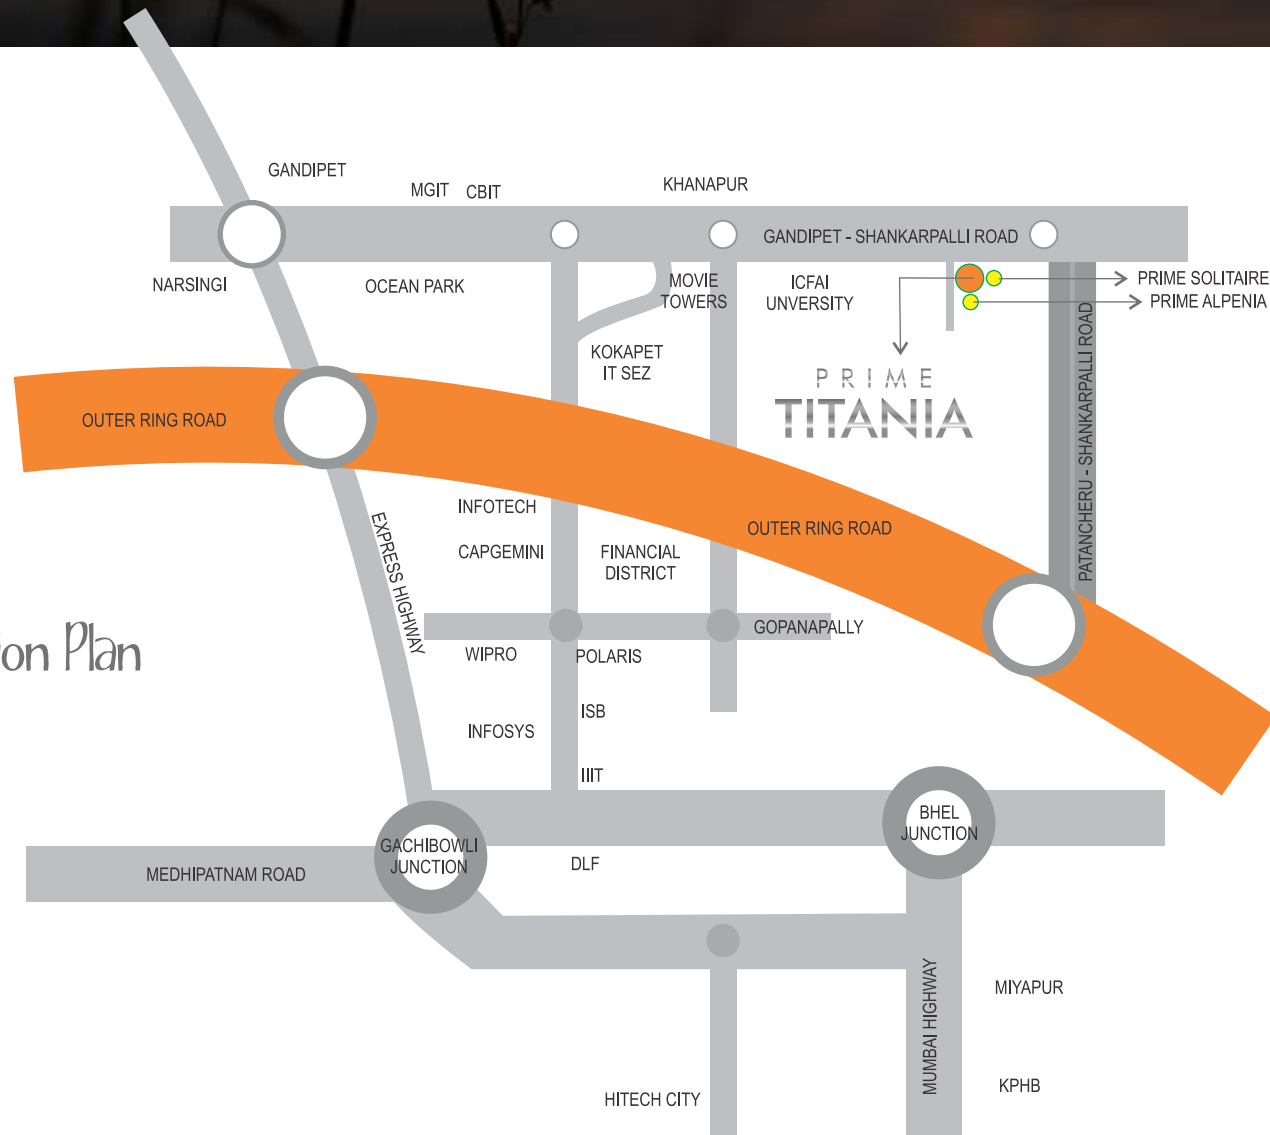 GANDIPET
MGIT
CBIT
KHANAPUR
GANDIPET - SHANKARPALLI ROAD
NARSINGI
OCEAN PARK
MOVIE
TOWERS
ICFAI
UNVERSITY
PRIME SOLITAIRE
PRIME ALPENIA
KOKAPET
IT SEZ
PRIME
TITANIA
PATANCHERU - SHANKARPALLI ROAD
OUTER RING ROAD
INFOTECH
CAPGEMINI
EXPRESS HIGHWAY
FINANCIAL
DISTRICT
OUTER RING ROAD
on Plan
WIPRO
POLARIS
GOPANAPALLY
ISB
INFOSYS
IIIT
GACHIBOWLI
JUNCTION
BHEL
JUNCTION
MEDHIPATNAM ROAD
DLF
MUMBAI HIGHWAY
MIYAPUR
HITECH CITY
KPHB